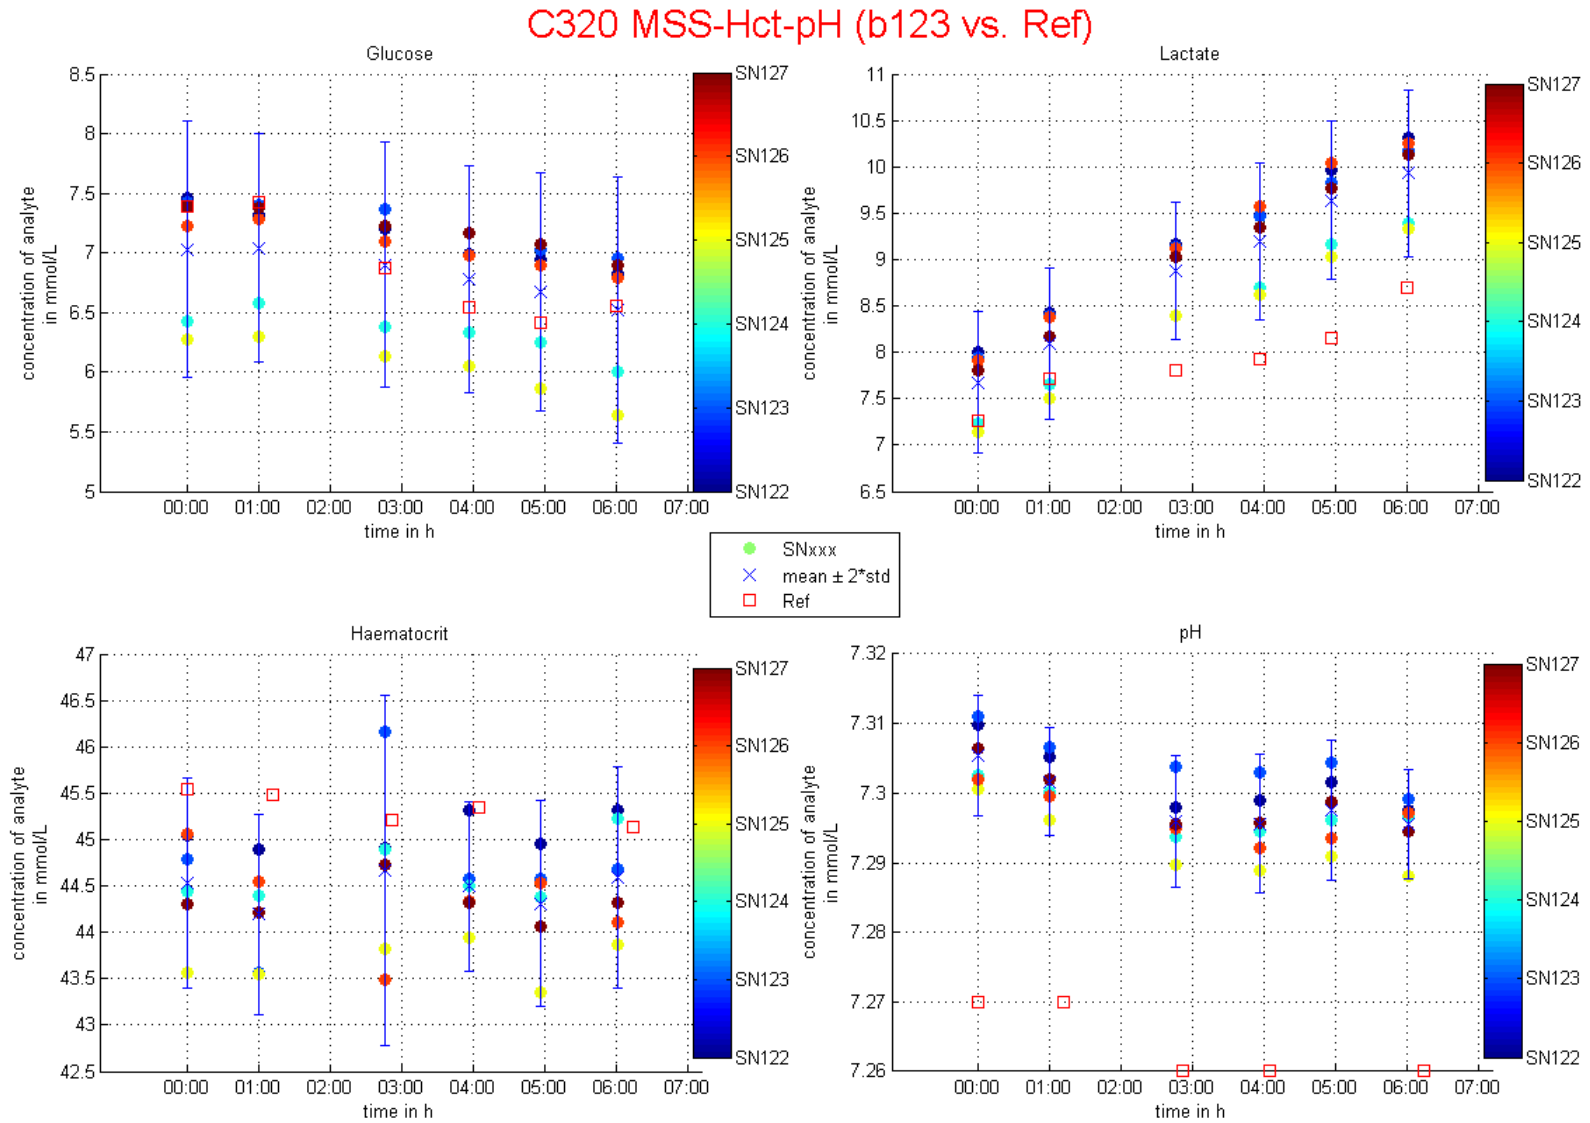 C320 MSS-Hct-pH (b123 vs. Ref)
Glucose
8.5
8
7.5
7
6.5
6
5.5
5
concentration of analyte
in mmol/L
00:00 01:00 02:00 03:00 04:00 05:00 06:00 07:00
time in h
SN127
SN126
SN125
SN124
SN123
SN122
Lactate
11
10.5
10
9.5
9
8.5
8
7.5
7
6.5
concentration of analyte
in mmol/L
00:00 01:00 02:00 03:00 04:00 05:00 06:00 07:00
time in h
SN127
SN126
SN125
SN124
SN123
SN122
SNxxx
mean ± 2*std
Ref
Haematocrit
47
46.5
46
45.5
45
44.5
44
43.5
43
42.5
concentration of analyte
in mmol/L
00:00 01:00 02:00 03:00 04:00 05:00 06:00 07:00
time in h
SN127
SN126
SN125
SN124
SN123
SN122
pH
7.32
7.31
7.3
7.29
7.28
7.27
7.26
concentration of analyte
in mmol/L
00:00 01:00 02:00 03:00 04:00 05:00 06:00 07:00
time in h
SN127
SN126
SN125
SN124
SN123
SN122